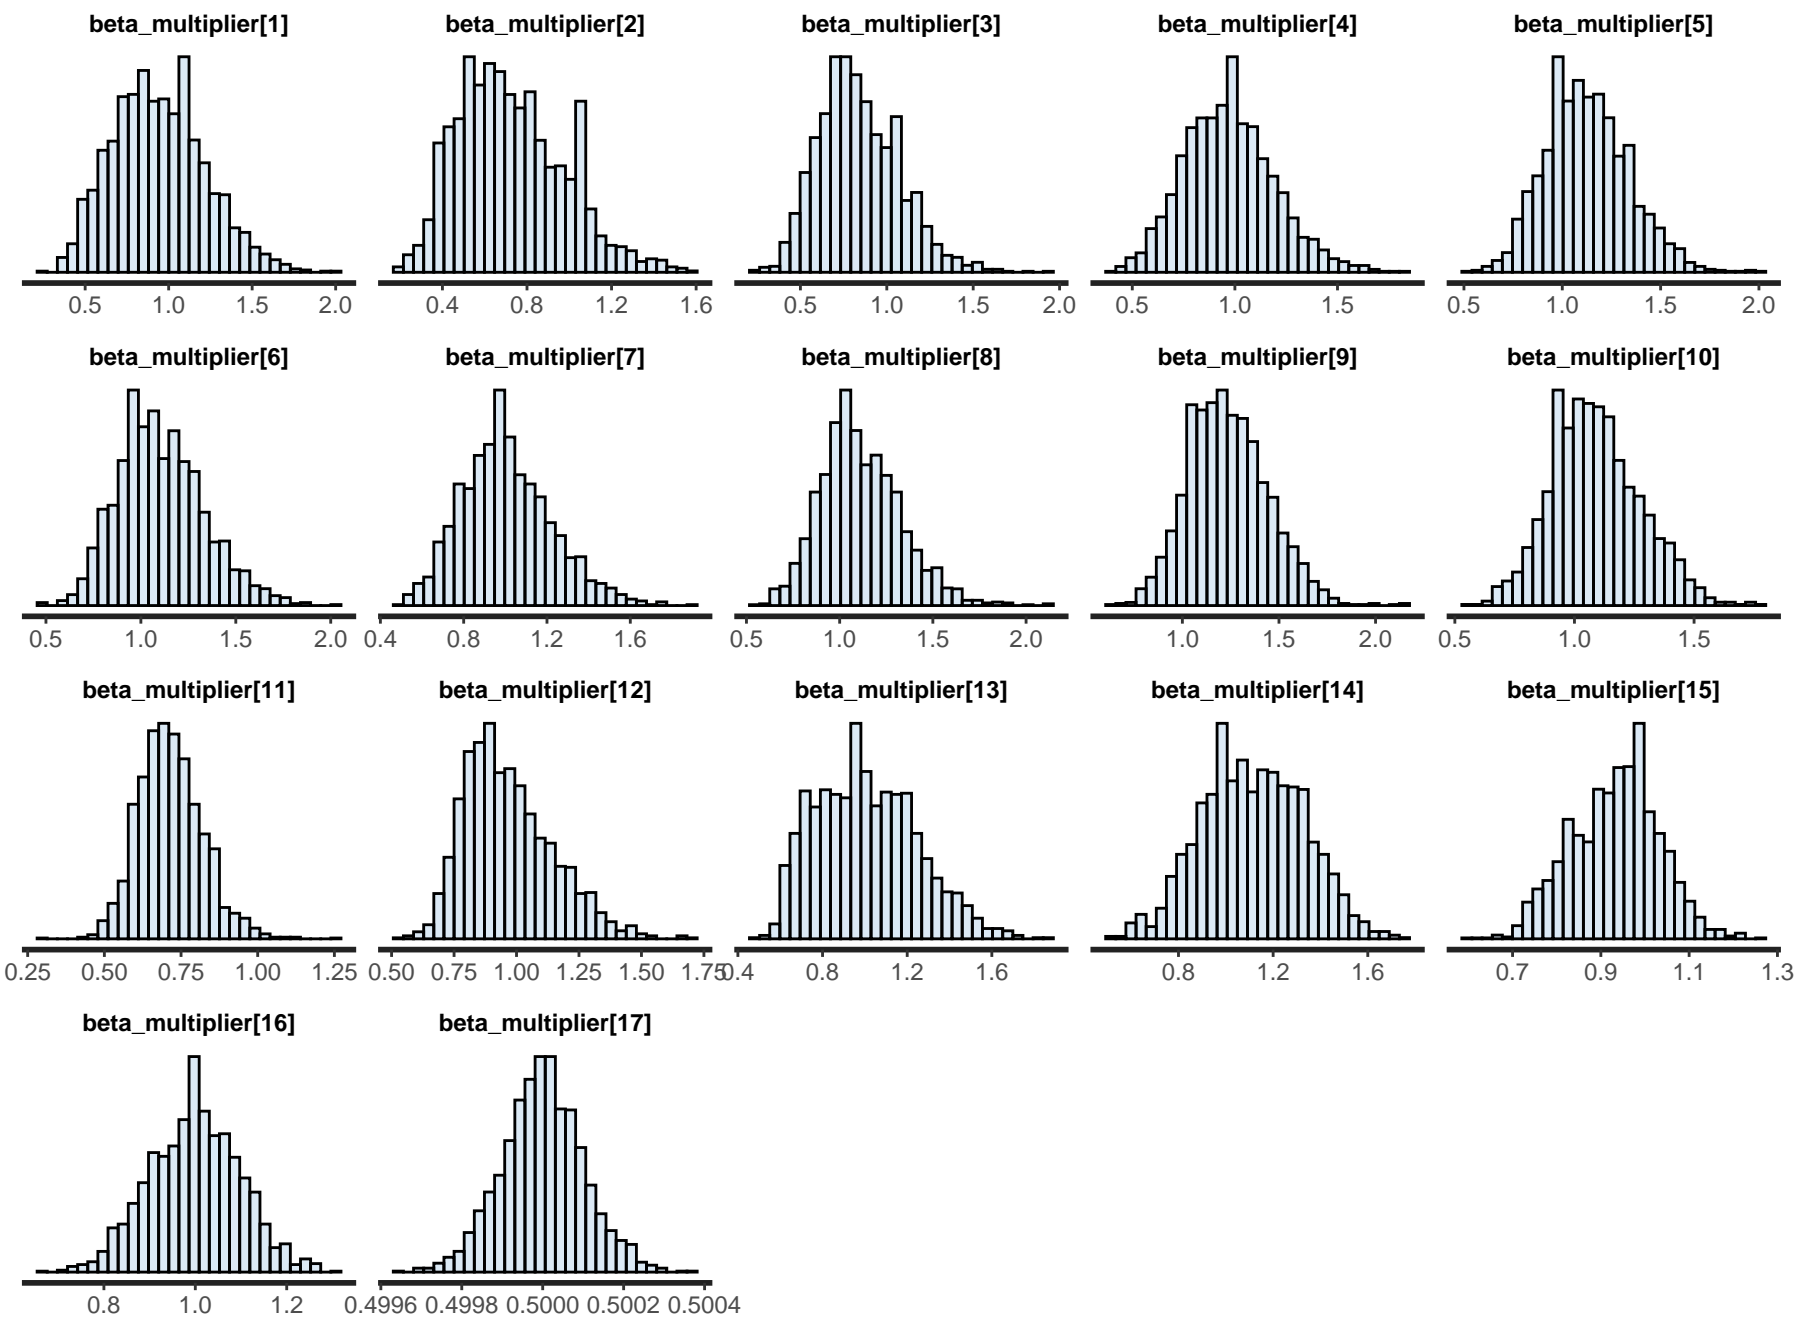 beta_multiplier[1] beta_multiplier[2] beta_multiplier[3] beta_multiplier[4] beta_multiplier[5]
0.5 1.0 1.5 2.0 0.4 0.8 1.2 1.6 0.5 1.0 1.5 2.0 0.5 1.0 1.5 0.5 1.0 1.5 2.0
beta_multiplier[6] beta_multiplier[7] beta_multiplier[8] beta_multiplier[9] beta_multiplier[10]
0.5 1.0 1.5 2.0 0.4 0.8 1.2 1.6 0.5 1.0 1.5 2.0 1.0 1.5 2.0 0.5 1.0 1.5
beta_multiplier[11] beta_multiplier[12] beta_multiplier[13] beta_multiplier[14] beta_multiplier[15]
0.25 0.50 0.75 1.00 1.25 0.50 0.75 1.00 1.25 1.50 1.75 0.4 0.8 1.2 1.6 0.8 1.2 1.6 0.7 0.9 1.1 1.3
beta_multiplier[16] beta_multiplier[17]
0.8 1.0 1.2 0.4996 0.4998 0.5000 0.5002 0.5004